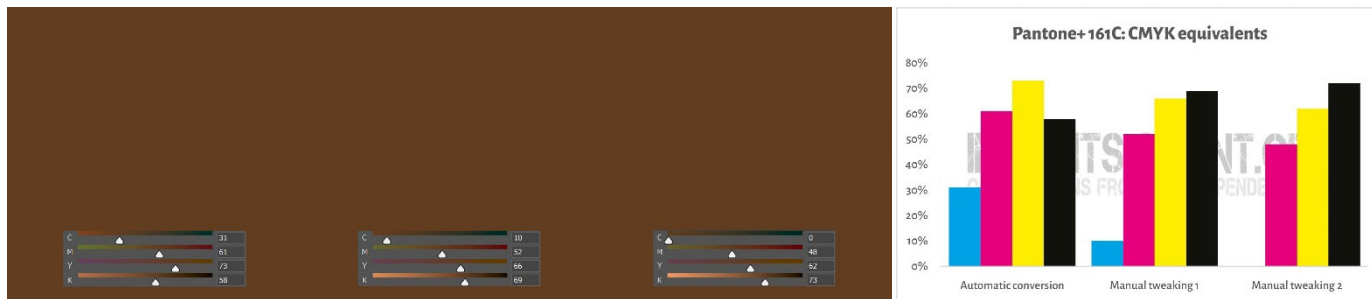 C 31
M 61
Y 73
K 58
C 10
M 52
Y 66
K 69
C 0
M 48
Y 62
K 73
Pantone+ 161C: CMYK equivalents
80%
70%
60%
50%
40%
30%
20%
10%
0%
Automatic conversion
Manual tweaking 1
Manual tweaking 2